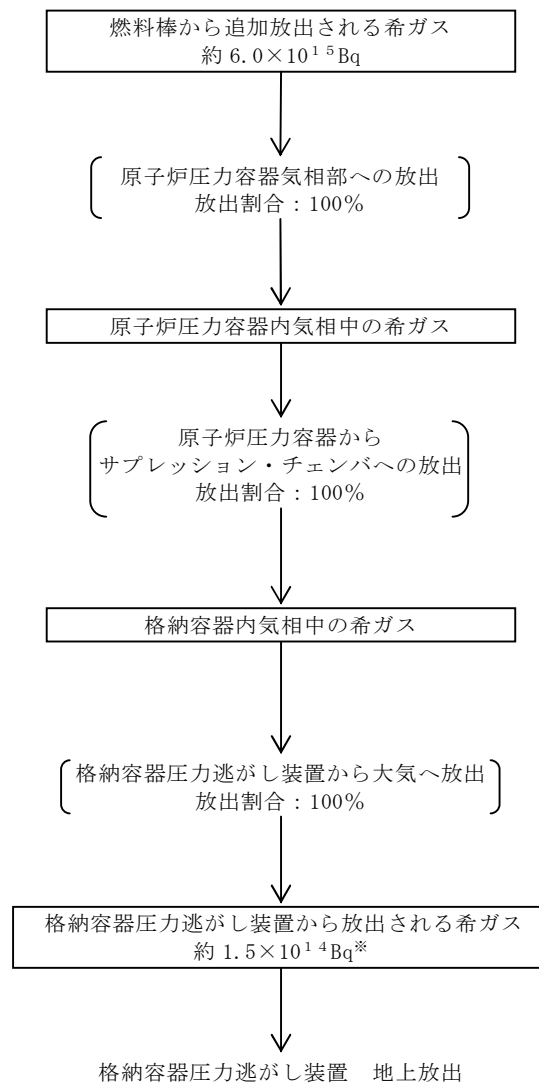 燃料棒から追加放出される希ガス
約 6.0×10¹⁵Bq
原子炉圧力容器気相部への放出
放出割合：100％
原子炉圧力容器内気相中の希ガス
原子炉圧力容器から
サプレッション・チェンバへの放出
放出割合：100％
格納容器内気相中の希ガス
格納容器圧力逃がし装置から大気へ放出
放出割合：100％
格納容器圧力逃がし装置から放出される希ガス
約 1.5×10¹⁴Bq※
格納容器圧力逃がし装置　地上放出